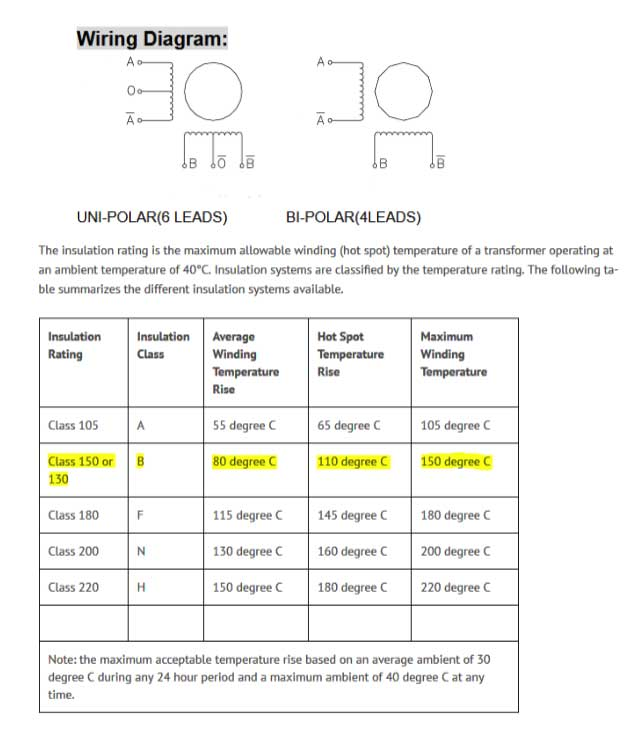 Wiring Diagram:
A A
O
A̅ A̅
B O̅ B̅ B B̅
UNI-POLAR(6 LEADS) BI-POLAR(4LEADS)
The insulation rating is the maximum allowable winding (hot spot) temperature of a transformer operating at
an ambient temperature of 40°C. Insulation systems are classified by the temperature rating. The following ta-
ble summarizes the different insulation systems available.
Insulation Insulation Average Hot Spot Maximum
Rating Class Winding Temperature Winding
Temperature Rise Temperature
Rise
Class 105 A 55 degree C 65 degree C 105 degree C
Class 150 or B 80 degree C 110 degree C 150 degree C
130
Class 180 F 115 degree C 145 degree C 180 degree C
Class 200 N 130 degree C 160 degree C 200 degree C
Class 220 H 150 degree C 180 degree C 220 degree C
Note: the maximum acceptable temperature rise based on an average ambient of 30
degree C during any 24 hour period and a maximum ambient of 40 degree C at any
time.